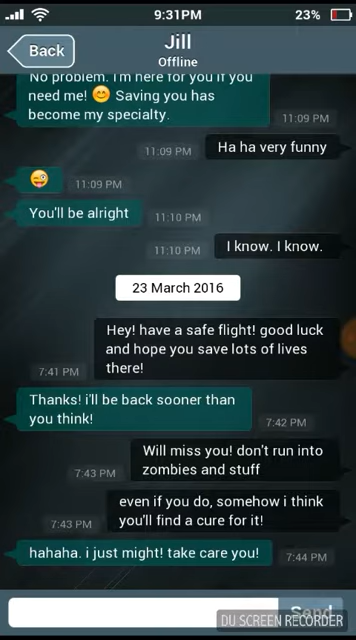 9:31PM
23%
Back
Jill
Offline
No problem. I'm here for you if you
need me! 😊 Saving you has
become my specialty.
11:09 PM
Ha ha very funny
11:09 PM
😜
11:09 PM
You'll be alright
11:10 PM
I know. I know.
11:10 PM
23 March 2016
Hey! have a safe flight! good luck
and hope you save lots of lives
there!
7:41 PM
Thanks! i'll be back sooner than
you think!
7:42 PM
Will miss you! don't run into
zombies and stuff
7:43 PM
even if you do, somehow i think
you'll find a cure for it!
7:43 PM
hahaha. i just might! take care you!
7:44 PM
Send
DU SCREEN RECORDER